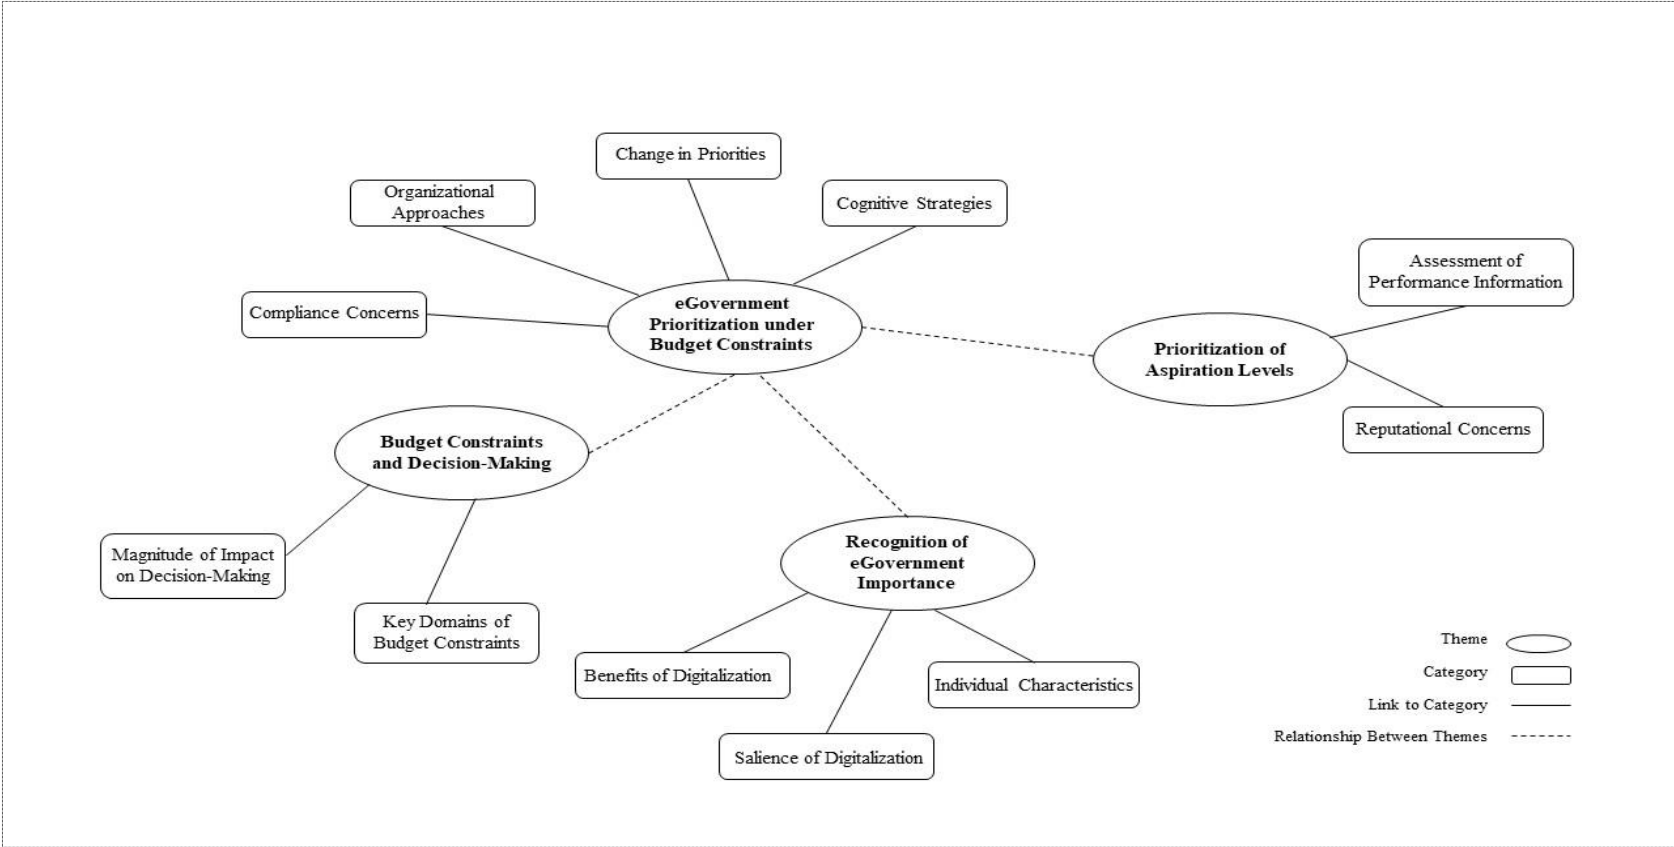 Change in Priorities
Organizational
Approaches
Cognitive Strategies
Compliance Concerns
eGovernment
Prioritization under
Budget Constraints
Assessment of
Performance Information
Prioritization of
Aspiration Levels
Reputational Concerns
Budget Constraints
and Decision-Making
Magnitude of Impact
on Decision-Making
Key Domains of
Budget Constraints
Recognition of
eGovernment
Importance
Benefits of Digitalization
Individual Characteristics
Salience of Digitalization
Theme
Category
Link to Category
Relationship Between Themes